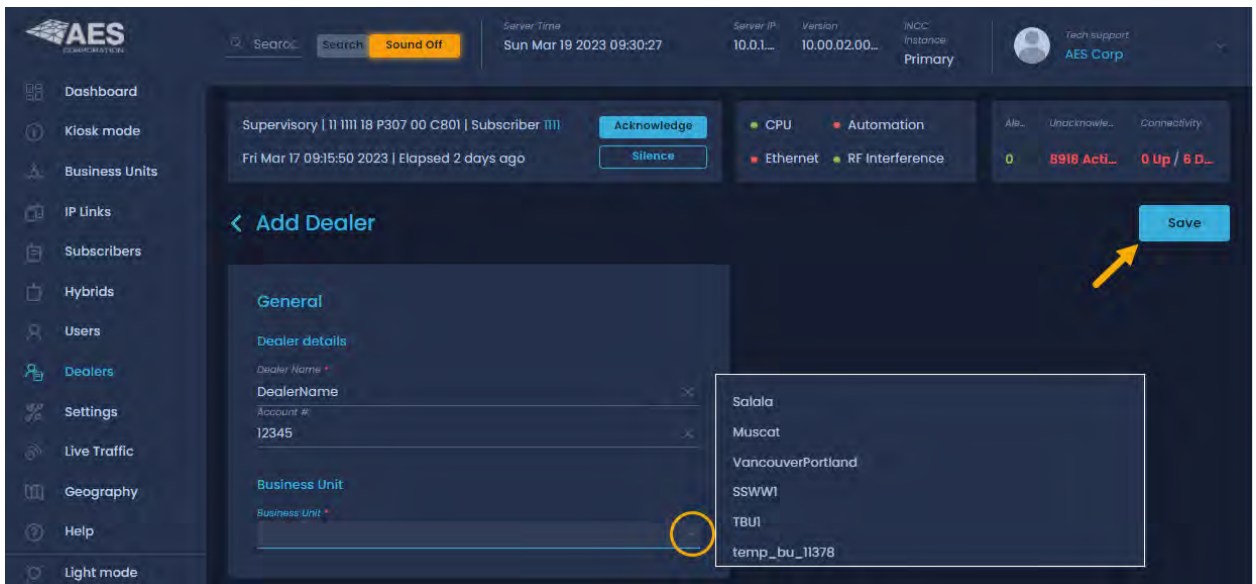 AES
CORPORATION
Searc
Search
Sound Off
Server Time
Sun Mar 19 2023 09:30:27
Server IP
10.0.1....
Version
10.00.02.00...
INCC
Instance
Primary
Tech support
AES Corp
Dashboard
Kiosk mode
Business Units
IP Links
Subscribers
Hybrids
Users
Dealers
Settings
Live Traffic
Geography
Help
Light mode
Supervisory | 11 1111 18 P307 00 C801 | Subscriber 1111
Fri Mar 17 09:15:50 2023 | Elapsed 2 days ago
Acknowledge
Silence
CPU
Automation
Ethernet
RF Interference
Ale...
Unacknowle...
Connectivity
0
8918 Acti...
0 Up / 6 D...
Add Dealer
Save
General
Dealer details
Dealer Name *
DealerName
Account #:
12345
Business Unit
Business Unit *
Salala
Muscat
VancouverPortland
SSWW1
TBU1
temp_bu_11378